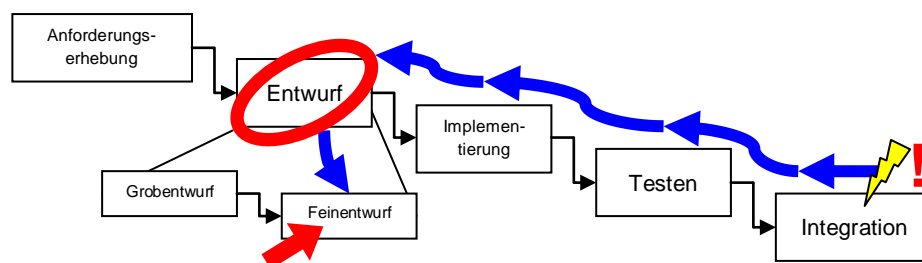 Anforderungs-
erhebung
Entwurf
Implemen-
tierung
Grobentwurf
Feinentwurf
Testen
Integration
!